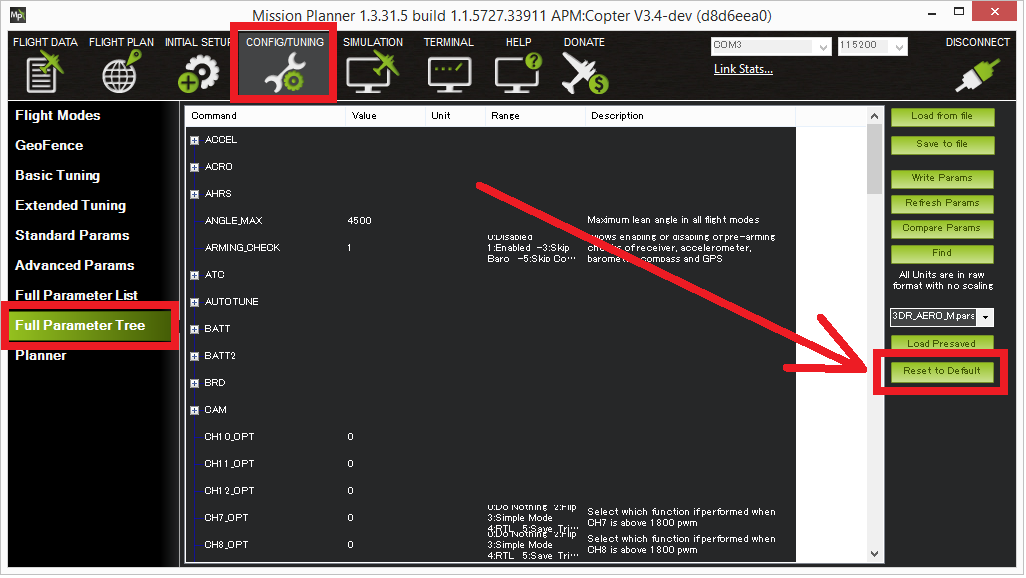 Mp
Mission Planner 1.3.31.5 build 1.1.5727.33911 APM:Copter V3.4-dev (d8d6eea0)
FLIGHT DATA
FLIGHT PLAN
INITIAL SETUP
CONFIG/TUNING
SIMULATION
TERMINAL
HELP
DONATE
COM3
115200
Link Stats...
DISCONNECT
Flight Modes
GeoFence
Basic Tuning
Extended Tuning
Standard Params
Advanced Params
Full Parameter List
Full Parameter Tree
Planner
Command Value Unit Range Description
ACCEL
ACRO
AHRS
ANGLE_MAX 4500 Maximum lean angle in all flight modes
ARMING_CHECK 1
0:Disabled
1:Enabled -3:Skip
Baro -5:Skip Co...
Allows enabling or disabling of pre-arming
checks of receiver, accelerometer,
barometer, compass and GPS
ATC
AUTOTUNE
BATT
BATT2
BRD
CAM
CH10_OPT 0
CH11_OPT 0
CH12_OPT 0
CH7_OPT 0
0:Do Nothing 2:Flip
3:Simple Mode
4:RTL 5:Save Tri...
Select which function if performed when
CH7 is above 1800 pwm
CH8_OPT 0
0:Do Nothing 2:Flip
3:Simple Mode
4:RTL 5:Save Tri...
Select which function if performed when
CH8 is above 1800 pwm
Load from file
Save to file
Write Params
Refresh Params
Compare Params
Find
All Units are in raw
format with no scaling
3DR_AERO_M.para
Load Presaved
Reset to Default